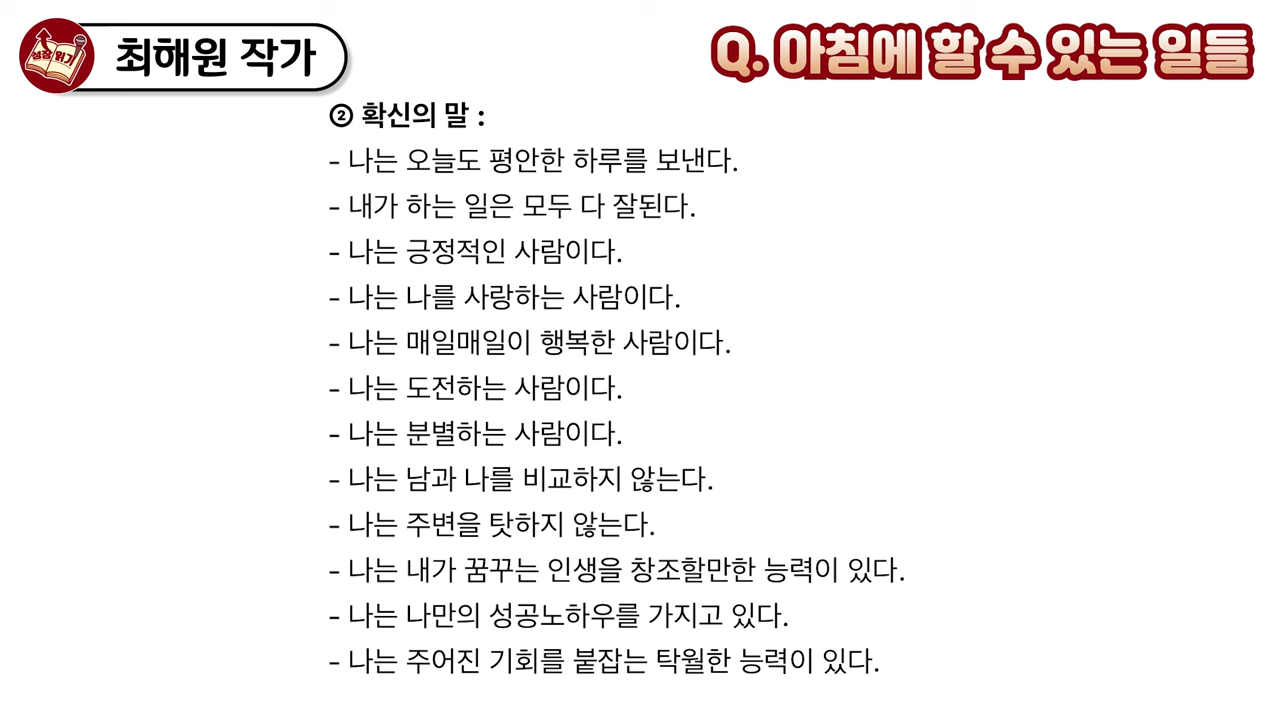 성장 읽기
최해원 작가
Q. 아침에 할 수 있는 일들
② 확신의 말 :
- 나는 오늘도 평안한 하루를 보낸다.
- 내가 하는 일은 모두 다 잘된다.
- 나는 긍정적인 사람이다.
- 나는 나를 사랑하는 사람이다.
- 나는 매일매일이 행복한 사람이다.
- 나는 도전하는 사람이다.
- 나는 분별하는 사람이다.
- 나는 남과 나를 비교하지 않는다.
- 나는 주변을 탓하지 않는다.
- 나는 내가 꿈꾸는 인생을 창조할만한 능력이 있다.
- 나는 나만의 성공노하우를 가지고 있다.
- 나는 주어진 기회를 붙잡는 탁월한 능력이 있다.